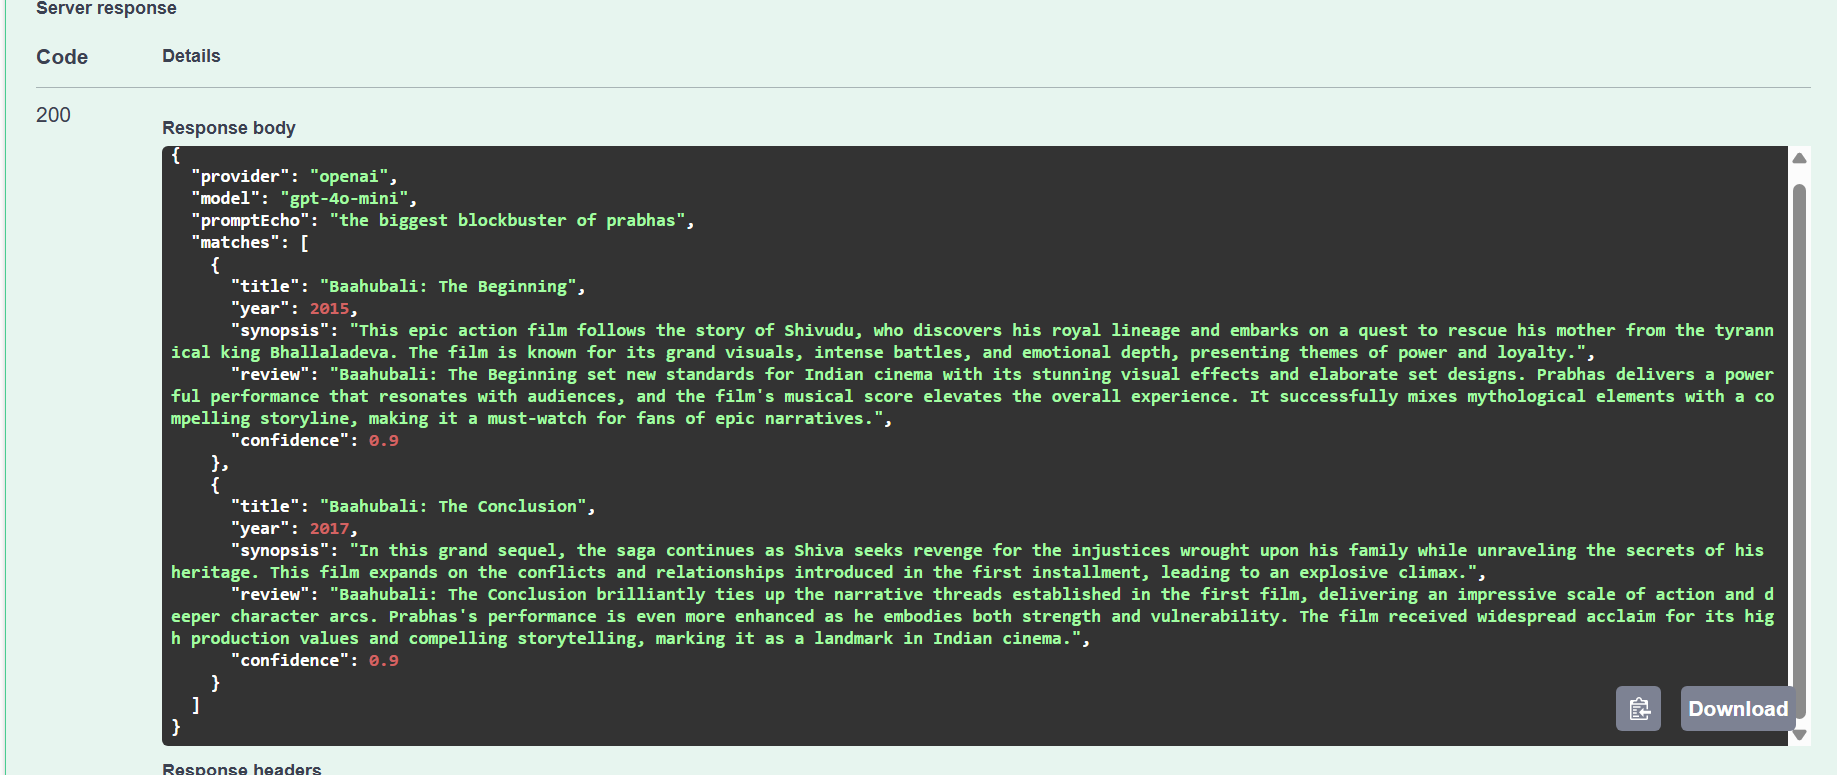 Server response
Code Details
200
Response body
{
"provider": "openai",
"model": "gpt-4o-mini",
"promptEcho": "the biggest blockbuster of prabhas",
"matches": [
{
"title": "Baahubali: The Beginning",
"year": 2015,
"synopsis": "This epic action film follows the story of Shivudu, who discovers his royal lineage and embarks on a quest to rescue his mother from the tyrann
ical king Bhallaladeva. The film is known for its grand visuals, intense battles, and emotional depth, presenting themes of power and loyalty.",
"review": "Baahubali: The Beginning set new standards for Indian cinema with its stunning visual effects and elaborate set designs. Prabhas delivers a power
ful performance that resonates with audiences, and the film's musical score elevates the overall experience. It successfully mixes mythological elements with a co
mpelling storyline, making it a must-watch for fans of epic narratives.",
"confidence": 0.9
},
{
"title": "Baahubali: The Conclusion",
"year": 2017,
"synopsis": "In this grand sequel, the saga continues as Shiva seeks revenge for the injustices wrought upon his family while unraveling the secrets of his
heritage. This film expands on the conflicts and relationships introduced in the first installment, leading to an explosive climax.",
"review": "Baahubali: The Conclusion brilliantly ties up the narrative threads established in the first film, delivering an impressive scale of action and d
eeper character arcs. Prabhas's performance is even more enhanced as he embodies both strength and vulnerability. The film received widespread acclaim for its hig
h production values and compelling storytelling, marking it as a landmark in Indian cinema.",
"confidence": 0.9
}
]
}
Download
Response headers